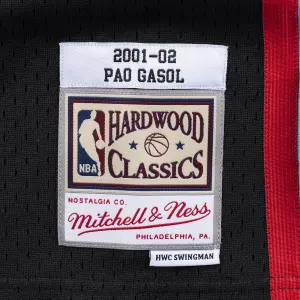 2001-02
PAO GASOL
HARDWOOD
NBA
CLASSICS
NOSTALGIA CO.
Mitchell & Ness
PHILADELPHIA, PA.
HWC SWINGMAN